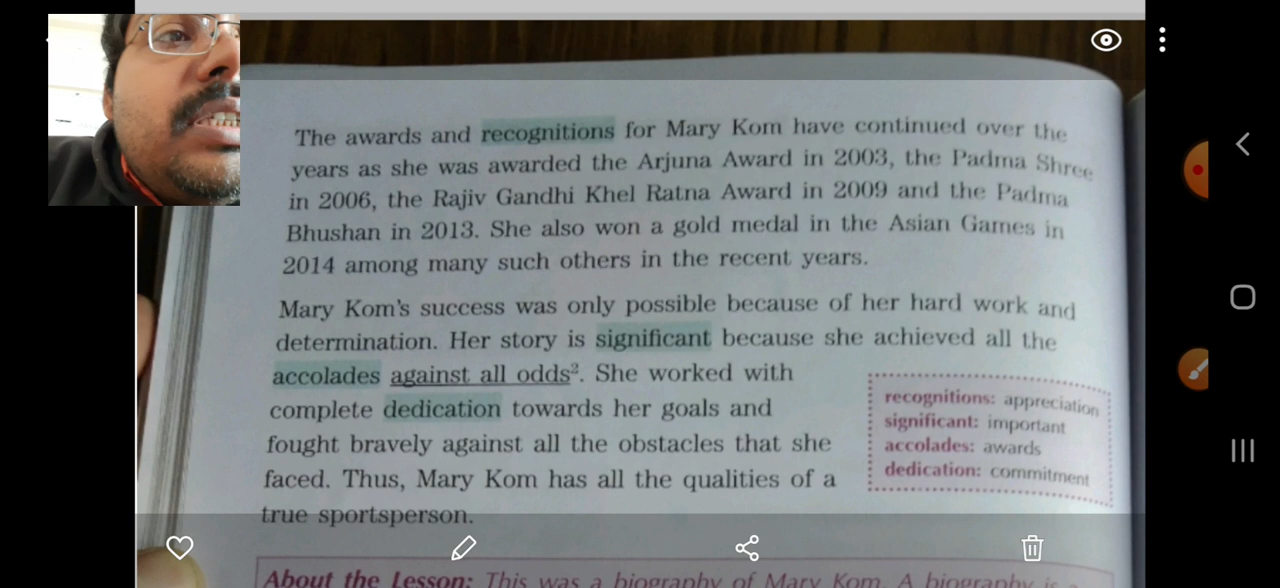 The awards and recognitions for Mary Kom have continued over the
years as she was awarded the Arjuna Award in 2003, the Padma Shree
in 2006, the Rajiv Gandhi Khel Ratna Award in 2009 and the Padma
Bhushan in 2013. She also won a gold medal in the Asian Games in
2014 among many such others in the recent years.
Mary Kom's success was only possible because of her hard work and
determination. Her story is significant because she achieved all the
accolades against all odds². She worked with
complete dedication towards her goals and
fought bravely against all the obstacles that she
faced. Thus, Mary Kom has all the qualities of a
true sportsperson.
recognitions: appreciation
significant: important
accolades: awards
dedication: commitment
About the Lesson: This was a biography of Mary Kom. A biography is a